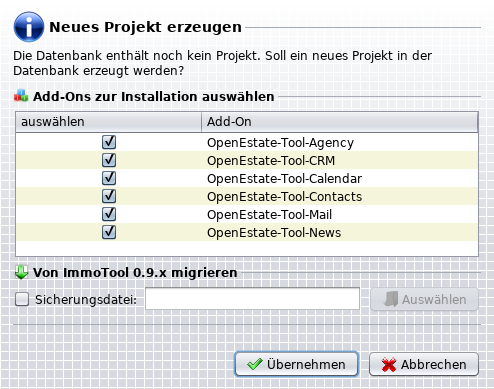 Neues Projekt erzeugen
Die Datenbank enthält noch kein Projekt. Soll ein neues Projekt in der
Datenbank erzeugt werden?
Add-Ons zur Installation auswählen
auswählen Add-On
OpenEstate-Tool-Agency
OpenEstate-Tool-CRM
OpenEstate-Tool-Calendar
OpenEstate-Tool-Contacts
OpenEstate-Tool-Mail
OpenEstate-Tool-News
Von ImmoTool 0.9.x migrieren
Sicherungsdatei: Auswählen
Übernehmen Abbrechen